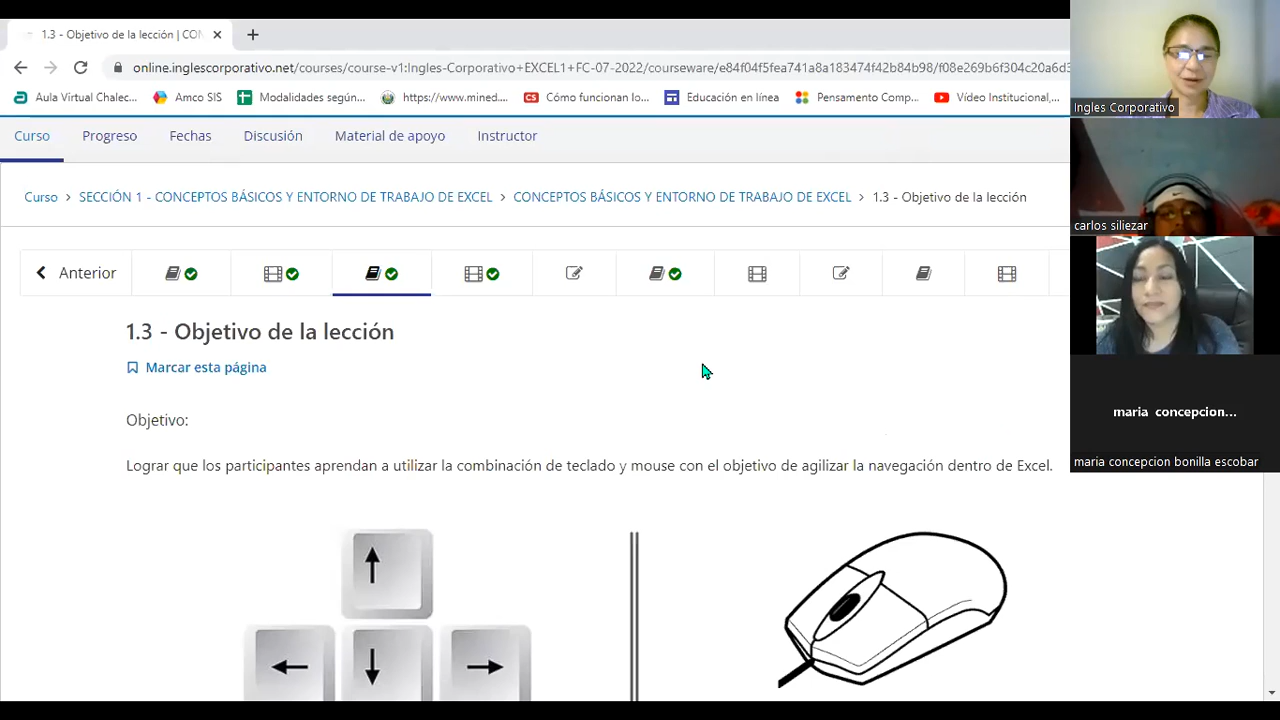 1.3 - Objetivo de la lección | CON
online.inglescorporativo.net/courses/course-v1:Ingles-Corporativo+EXCEL1+FC-07-2022/courseware/e84f04f5fea741a8a183474f42b84b98/f08e269b6f304c20a6d3
Aula Virtual Chalec... Amco SIS Modalidades según... https://www.mined.... CS Cómo funcionan lo... Educación en línea Pensamento Comp... Vídeo Institucional,...
Curso Progreso Fechas Discusión Material de apoyo Instructor
Curso > SECCIÓN 1 - CONCEPTOS BÁSICOS Y ENTORNO DE TRABAJO DE EXCEL > CONCEPTOS BÁSICOS Y ENTORNO DE TRABAJO DE EXCEL > 1.3 - Objetivo de la lección
Anterior
1.3 - Objetivo de la lección
Marcar esta página
Objetivo:
Lograr que los participantes aprendan a utilizar la combinación de teclado y mouse con el objetivo de agilizar la navegación dentro de Excel.
Ingles Corporativo
carlos siliezar
maria concepcion...
maria concepcion bonilla escobar